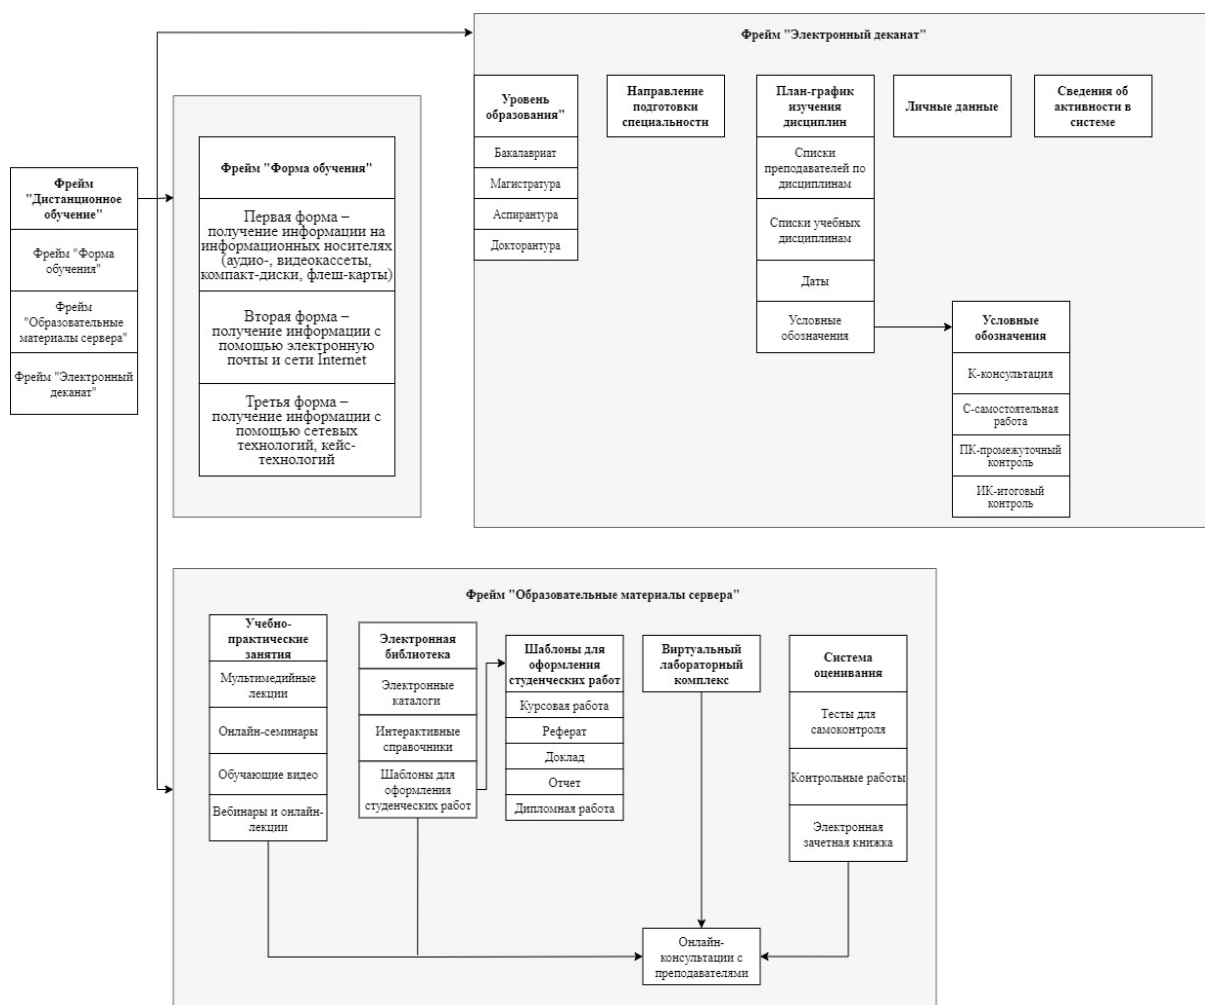 Фрейм "Электронный деканат"
Уровень
образования"
Бакалавриат
Магистратура
Аспирантура
Докторантура
Направление
подготовки
специальности
План-график
изучения
дисциплин
Списки
преподавателей по
дисциплинам
Списки учебных
дисциплинам
Даты
Условные
обозначения
Личные данные
Сведения об
активности в
системе
Условные
обозначения
К-консультация
С-самостоятельная
работа
ПК-промежуточный
контроль
ИК-итоговый
контроль
Фрейм
"Дистанционное
обучение"
Фрейм "Форма
обучения"
Фрейм
"Образовательные
материалы сервера"
Фрейм "Электронный
деканат"
Фрейм "Форма обучения"
Первая форма –
получение информации на
информационных носителях
(аудио-, видеокассеты,
компакт-диски, флеш-карты)
Вторая форма –
получение информации с
помощью электронную
почты и сети Internet
Третья форма –
получение информации с
помощью сетевых
технологий, кейс-
технологий
Фрейм "Образовательные материалы сервера"
Учебно-
практические
занятия
Мультимедийные
лекции
Онлайн-семинары
Обучающие видео
Вебинары и онлайн-
лекции
Электронная
библиотека
Электронные
каталоги
Интерактивные
справочники
Шаблоны для
оформления
студенческих работ
Шаблоны для
оформления
студенческих работ
Курсовая работа
Реферат
Доклад
Отчет
Дипломная работа
Виртуальный
лабораторный
комплекс
Система
оценивания
Тесты для
самоконтроля
Контрольные работы
Электронная
зачетная книжка
Онлайн-
консультации с
преподавателями